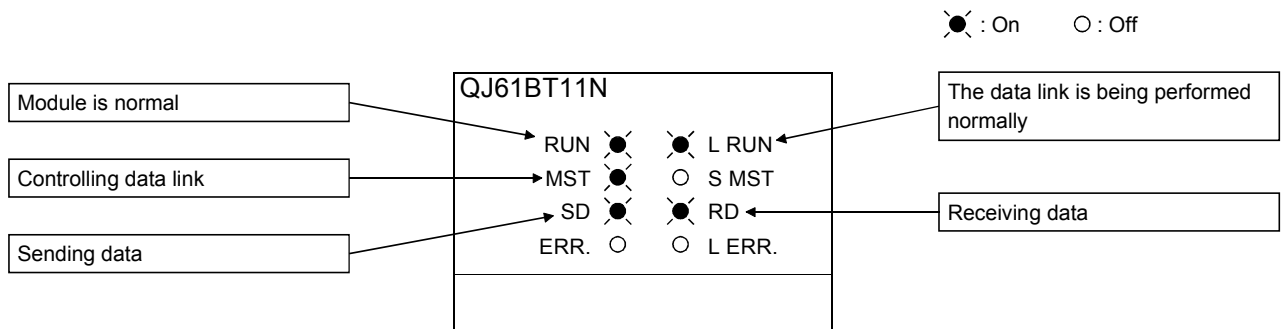 : On : Off
QJ61BT11N
Module is normal
The data link is being performed
normally
RUN L RUN
Controlling data link
MST S MST
SD RD
Receiving data
Sending data
ERR. L ERR.